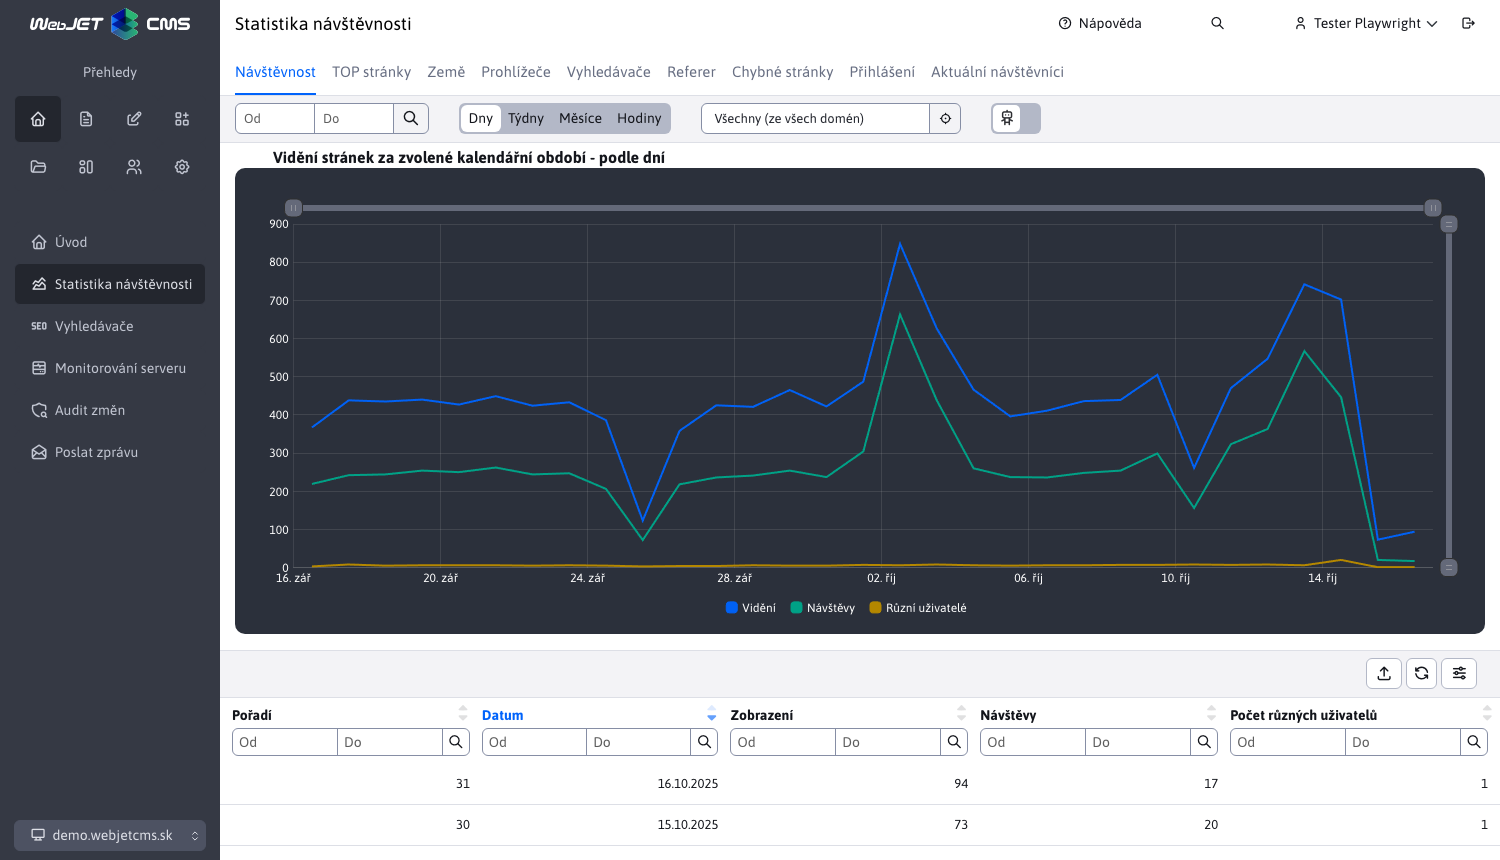 WebJET CMS
Statistika návštěvnosti
Nápověda
Tester Playwright
Přehledy
Návštěvnost TOP stránky Země Prohlížeče Vyhledávače Referer Chybné stránky Přihlášení Aktuální návštěvníci
Od Do Dny Týdny Měsíce Hodiny Všechny (ze všech domén)
Úvod
Statistika návštěvnosti
SEO Vyhledávače
Monitorování serveru
Audit změn
Poslat zprávu
demo.webjetcms.sk
Vidění stránek za zvolené kalendářní období - podle dní
900
800
700
600
500
400
300
200
100
0
16. zář 20. zář 24. zář 28. zář 02. říj 06. říj 10. říj 14. říj
Vidění Návštěvy Různí uživatelé
Pořadí Datum Zobrazení Návštěvy Počet různých uživatelů
Od Do Od Do Od Do Od Do Od Do
31 16.10.2025 94 17 1
30 15.10.2025 73 20 1